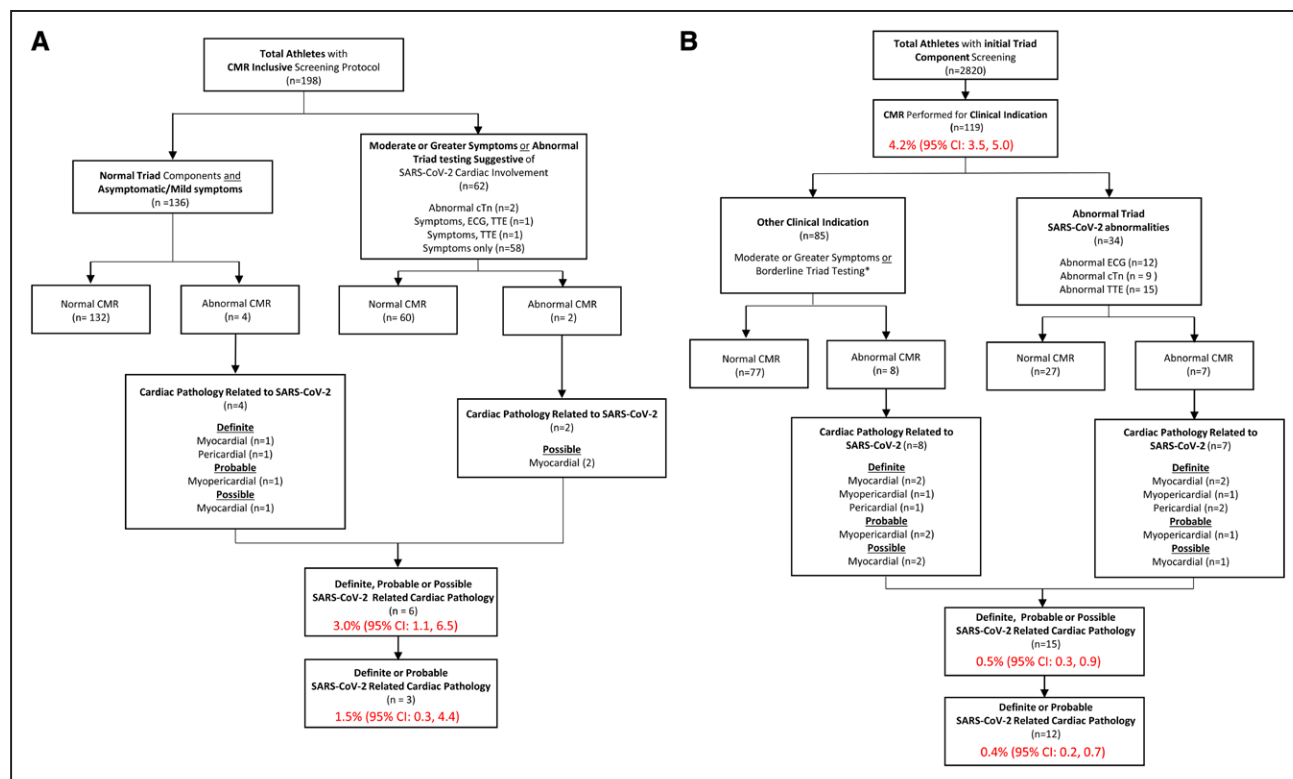 A
Total Athletes with
CMR Inclusive Screening Protocol
(n=198)
Normal Triad Components and
Asymptomatic/Mild symptoms
(n =136)
Moderate or Greater Symptoms or Abnormal
Triad testing Suggestive of
SARS-CoV-2 Cardiac Involvement
(n=62)
Abnormal cTn (n=2)
Symptoms, ECG, TTE (n=1)
Symptoms, TTE (n=1)
Symptoms only (n=58)
Normal CMR
(n= 132)
Abnormal CMR
(n= 4)
Normal CMR
(n= 60)
Abnormal CMR
(n= 2)
Cardiac Pathology Related to SARS-CoV-2
(n=4)
Definite
Myocardial (n=1)
Pericardial (n=1)
Probable
Myopericardial (n=1)
Possible
Myocardial (n=1)
Cardiac Pathology Related to SARS-CoV-2
(n=2)
Possible
Myocardial (2)
Definite, Probable or Possible
SARS-CoV-2 Related Cardiac Pathology
(n = 6)
3.0% (95% CI: 1.1, 6.5)
Definite or Probable
SARS-CoV-2 Related Cardiac Pathology
(n = 3)
1.5% (95% CI: 0.3, 4.4)
B
Total Athletes with initial Triad
Component Screening
(n=2820)
CMR Performed for Clinical Indication
(n=119)
4.2% (95% CI: 3.5, 5.0)
Other Clinical Indication
(n=85)
Moderate or Greater Symptoms or
Borderline Triad Testing*
Abnormal Triad
SARS-CoV-2 abnormalities
(n=34)
Abnormal ECG (n=12)
Abnormal cTn (n = 9 )
Abnormal TTE (n= 15)
Normal CMR
(n=77)
Abnormal CMR
(n= 8)
Normal CMR
(n=27)
Abnormal CMR
(n=7)
Cardiac Pathology Related to
SARS-CoV-2 (n=8)
Definite
Myocardial (n=2)
Myopericardial (n=1)
Pericardial (n=1)
Probable
Myopericardial (n=2)
Possible
Myocardial (n=2)
Cardiac Pathology Related to
SARS-CoV-2 (n=7)
Definite
Myocardial (n=2)
Myopericardial (n=1)
Pericardial (n=2)
Probable
Myopericardial (n=1)
Possible
Myocardial (n=1)
Definite, Probable or Possible
SARS-CoV-2 Related Cardiac Pathology
(n=15)
0.5% (95% CI: 0.3, 0.9)
Definite or Probable
SARS-CoV-2 Related Cardiac Pathology
(n=12)
0.4% (95% CI: 0.2, 0.7)